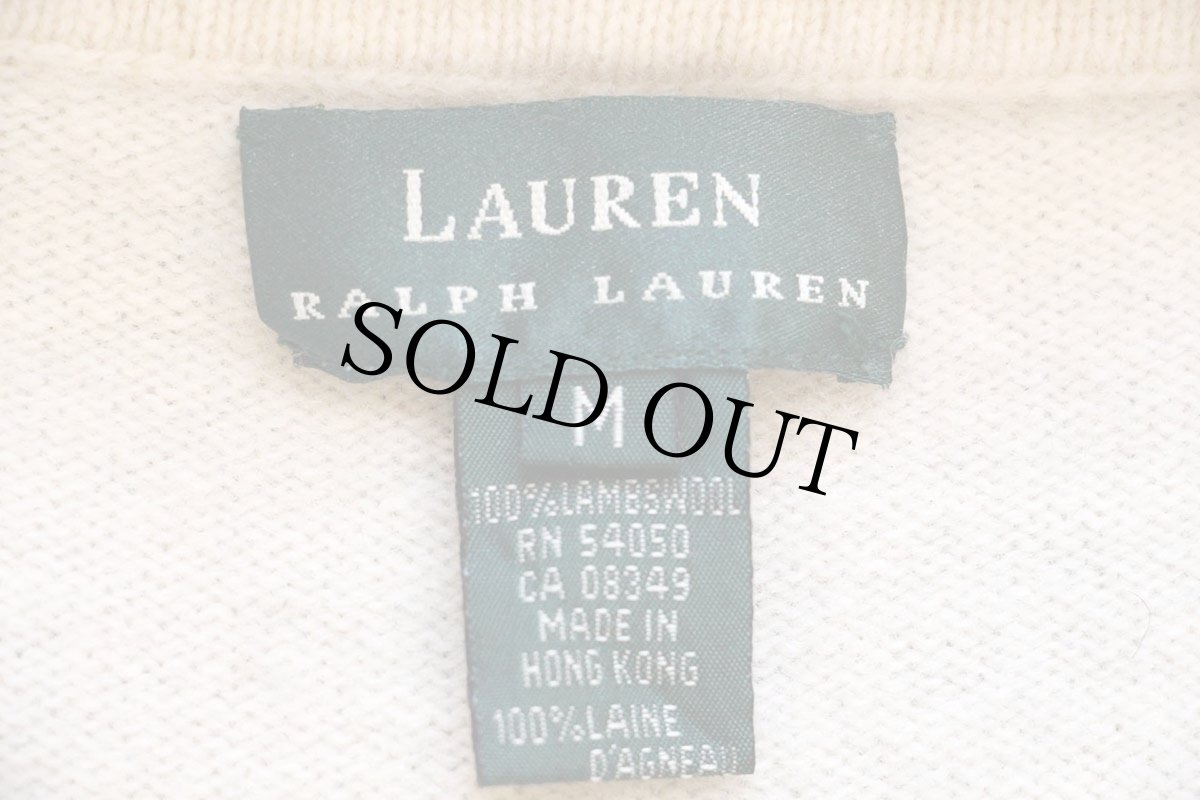 LAUREN
RALPH LAUREN
SOLD OUT
M
100%LAMBSWOOL
RN 54050
CA 08349
MADE IN
HONG KONG
100%LAINE
D'AGNEAU